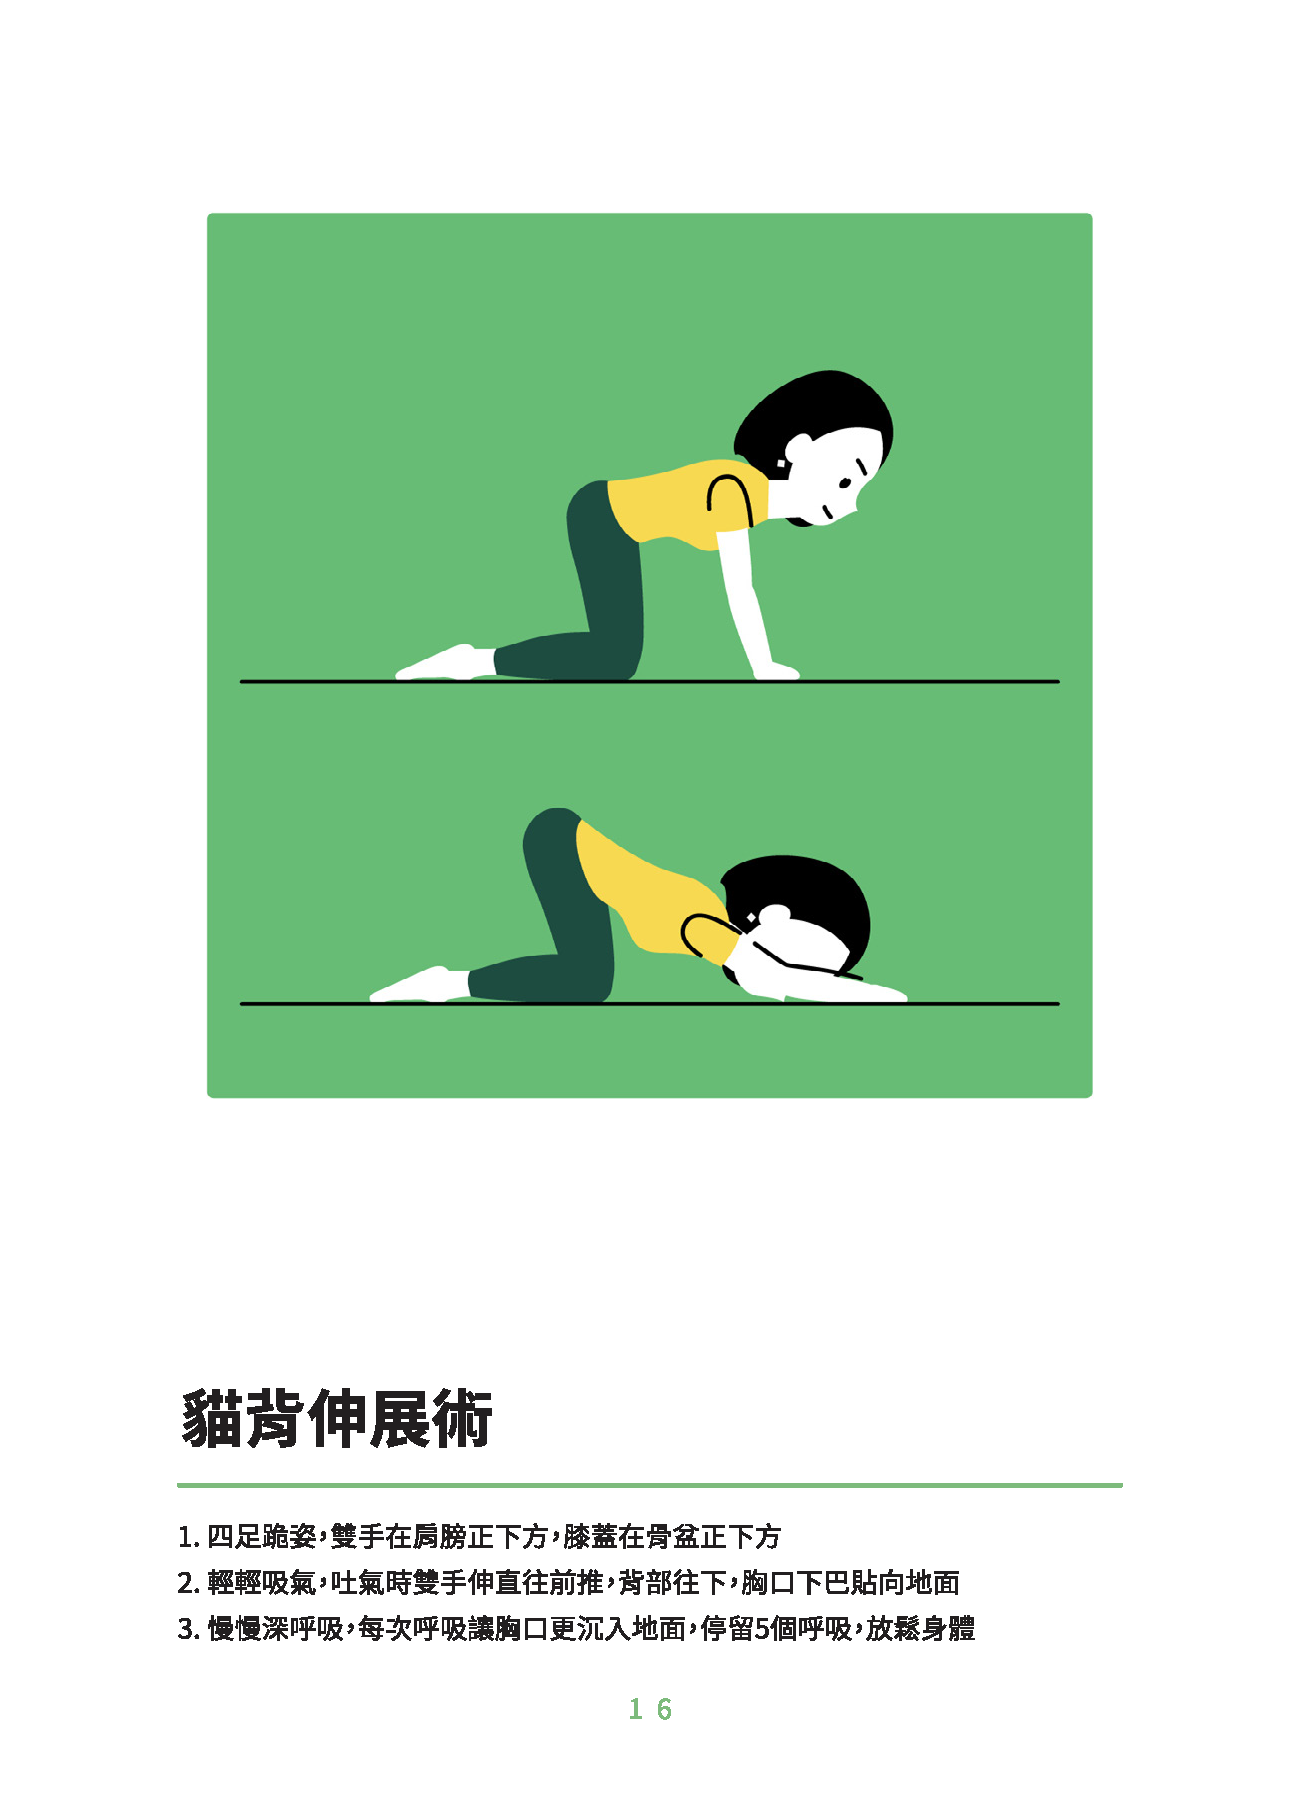 貓背伸展術
1. 四足跪姿，雙手在肩膀正下方，膝蓋在骨盆正下方
2. 輕輕吸氣，吐氣時雙手伸直往前推，背部往下，胸口下巴貼向地面
3. 慢慢深呼吸，每次呼吸讓胸口更沉入地面，停留5個呼吸，放鬆身體
16